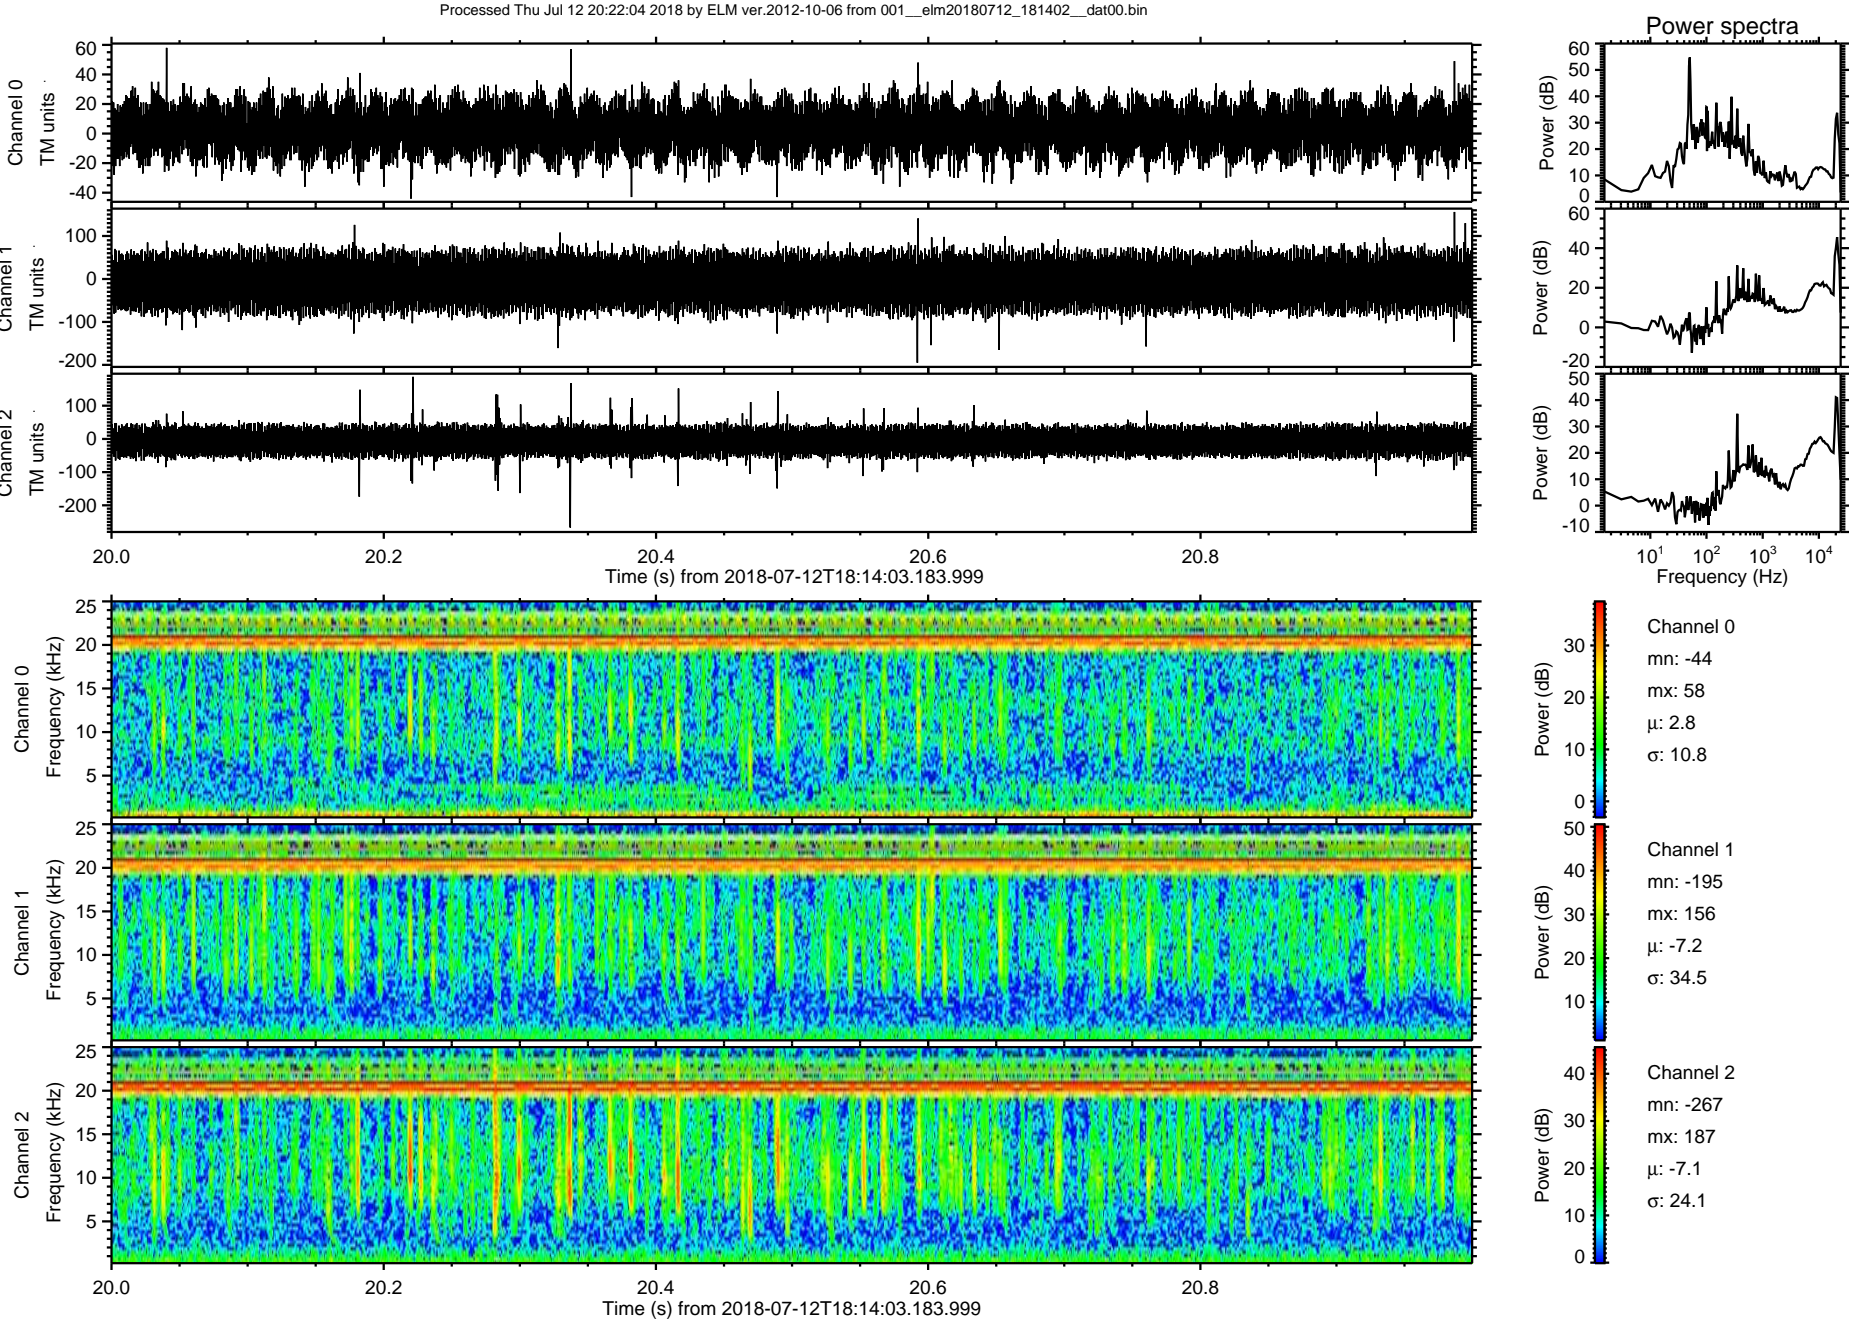 Processed Thu Jul 12 20:22:04 2018 by ELM ver.2012-10-06 from 001__elm20180712_181402__dat00.bin
Power spectra
Channel 0
TM units
60
40
20
0
-20
-40
Power (dB)
60
50
40
30
20
10
0
Channel 1
TM units
100
0
-100
-200
Power (dB)
60
40
20
0
-20
Channel 2
TM units
100
0
-100
-200
Power (dB)
50
40
30
20
10
0
-10
20.0 20.2 20.4 20.6 20.8
Time (s) from 2018-07-12T18:14:03.183.999
10^1 10^2 10^3 10^4
Frequency (Hz)
Channel 0
Frequency (kHz)
25
20
15
10
5
Power (dB)
30
20
10
0
Channel 0
mn: -44
mx: 58
μ: 2.8
σ: 10.8
Channel 1
Frequency (kHz)
25
20
15
10
5
Power (dB)
50
40
30
20
10
Channel 1
mn: -195
mx: 156
μ: -7.2
σ: 34.5
Channel 2
Frequency (kHz)
25
20
15
10
5
Power (dB)
40
30
20
10
0
Channel 2
mn: -267
mx: 187
μ: -7.1
σ: 24.1
20.0 20.2 20.4 20.6 20.8
Time (s) from 2018-07-12T18:14:03.183.999